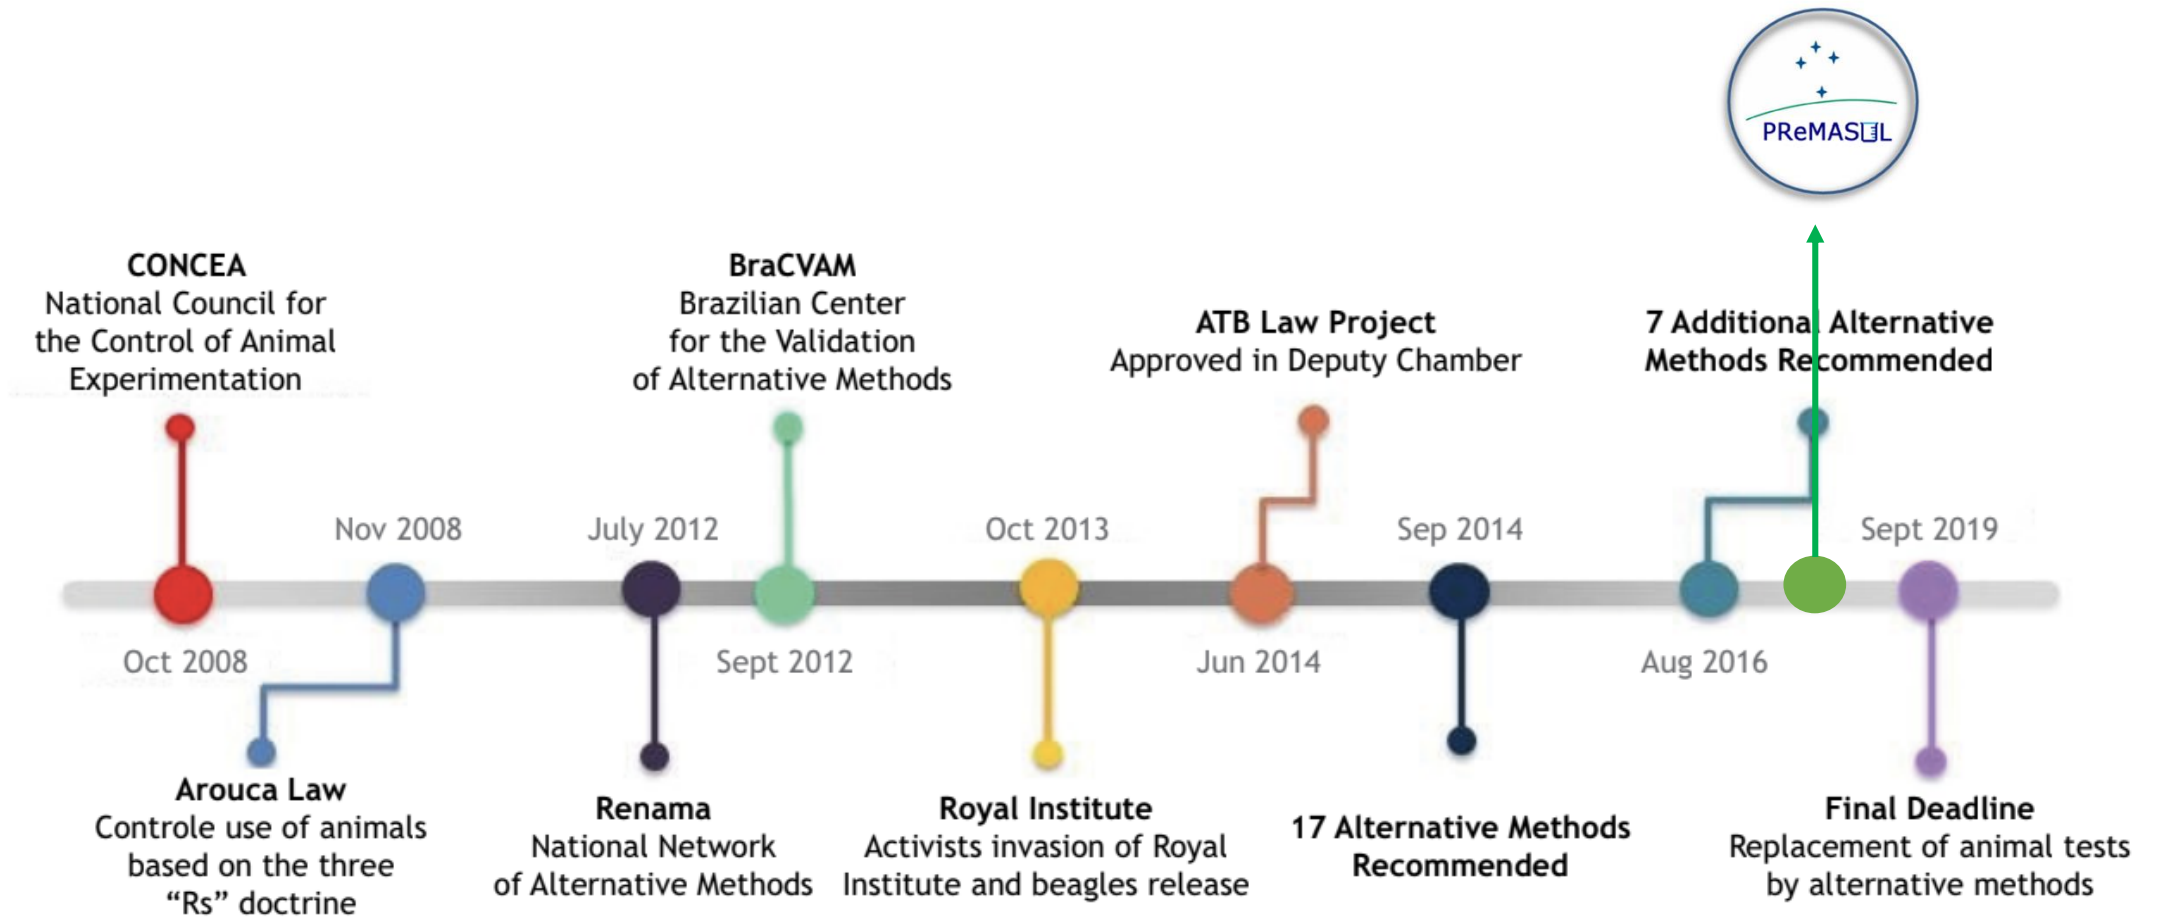 PReMASUL
CONCEA
National Council for
the Control of Animal
Experimentation
Oct 2008
Nov 2008
Arouca Law
Controle use of animals
based on the three
“Rs” doctrine
July 2012
Renama
National Network
of Alternative Methods
BraCVAM
Brazilian Center
for the Validation
of Alternative Methods
Sept 2012
Oct 2013
Royal Institute
Activists invasion of Royal
Institute and beagles release
ATB Law Project
Approved in Deputy Chamber
Jun 2014
Sep 2014
17 Alternative Methods
Recommended
7 Additional Alternative
Methods Recommended
Aug 2016
Sept 2019
Final Deadline
Replacement of animal tests
by alternative methods